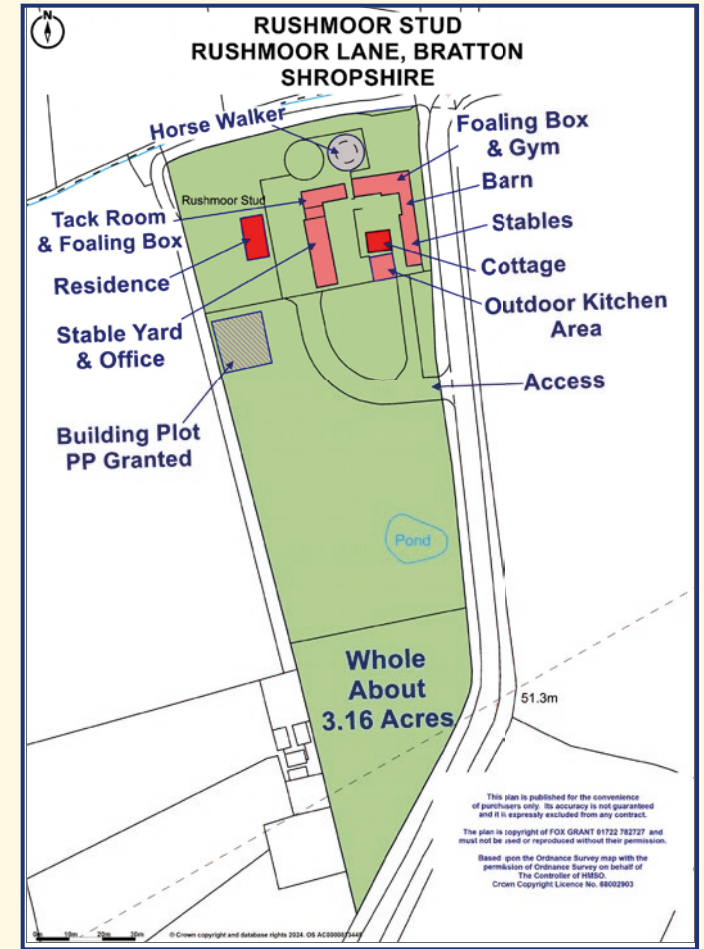 N
RUSHMOOR STUD
RUSHMOOR LANE, BRATTON
SHROPSHIRE
Horse Walker
Foaling Box
& Gym
Barn
Rushmoor Stud
Tack Room
& Foaling Box
Stables
Residence
Cottage
Outdoor Kitchen
Area
Stable Yard
& Office
Access
Building Plot
PP Granted
Pond
Whole
About
3.16 Acres
51.3m
This plan is published for the convenience
of purchasers only. Its accuracy is not guaranteed
and it is expressly excluded from any contract.
The plan is copyright of FOX GRANT 01722 782727 and
must not be used or reproduced without their permission.
Based upon the Ordnance Survey map with the
permission of Ordnance Survey on behalf of
The Controller of HMSO.
Crown Copyright Licence No. 68002903
0m 10m 20m 30m
© Crown copyright and database rights 2024. OS